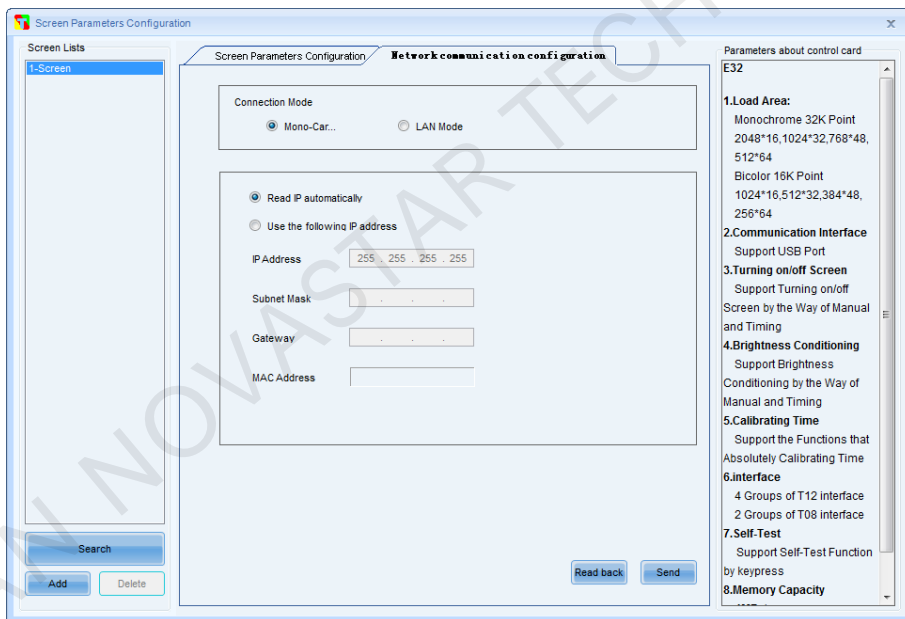 Screen Parameters Configuration
x
Screen Lists
1-Screen
Search
Add
Delete
Screen Parameters Configuration
Network communication configuration
Connection Mode
Mono-Car...
LAN Mode
Read IP automatically
Use the following IP address
IP Address
255 . 255 . 255 . 255
Subnet Mask
. . .
Gateway
. . .
MAC Address
Read back
Send
Parameters about control card
E32
1.Load Area:
Monochrome 32K Point
2048*16,1024*32,768*48,
512*64
Bicolor 16K Point
1024*16,512*32,384*48,
256*64
2.Communication Interface
Support USB Port
3.Turning on/off Screen
Support Turning on/off
Screen by the Way of Manual
and Timing
4.Brightness Conditioning
Support Brightness
Conditioning by the Way of
Manual and Timing
5.Calibrating Time
Support the Functions that
Absolutely Calibrating Time
6.interface
4 Groups of T12 interface
2 Groups of T08 interface
7.Self-Test
Support Self-Test Function
by keypress
8.Memory Capacity
NOVASTAR TECH